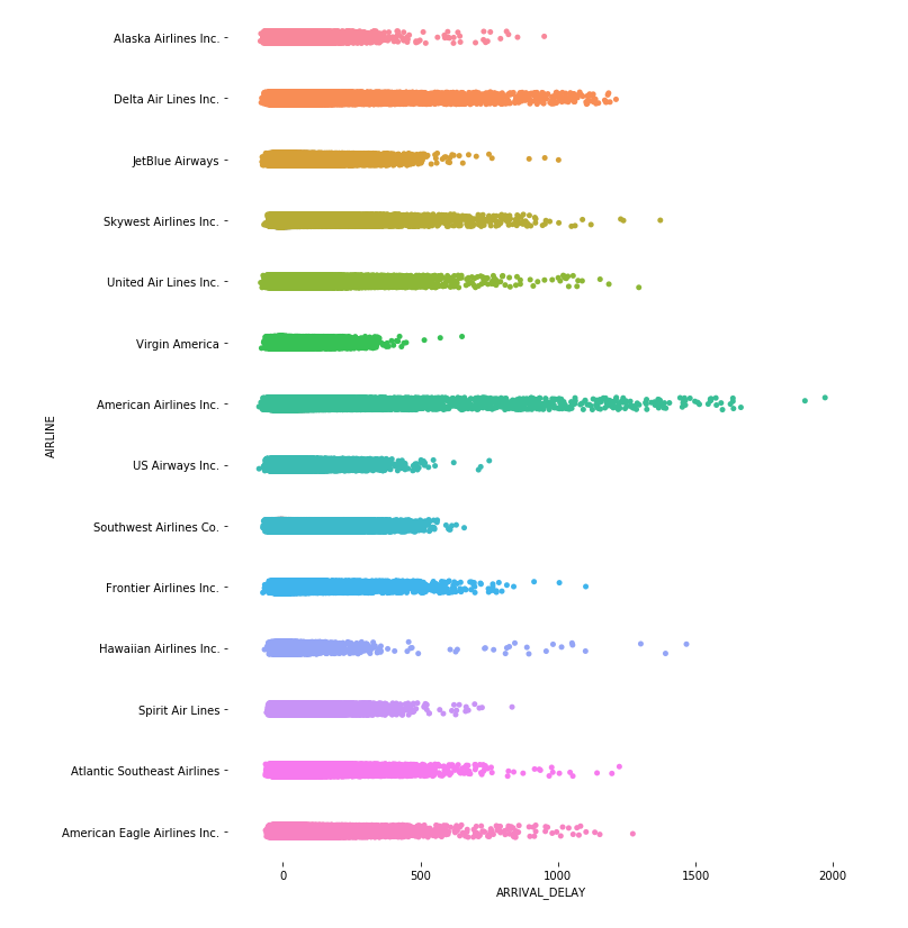 Alaska Airlines Inc.
Delta Air Lines Inc.
JetBlue Airways
Skywest Airlines Inc.
United Air Lines Inc.
Virgin America
American Airlines Inc.
AIRLINE
US Airways Inc.
Southwest Airlines Co.
Frontier Airlines Inc.
Hawaiian Airlines Inc.
Spirit Air Lines
Atlantic Southeast Airlines
American Eagle Airlines Inc.
0 500 1000 1500 2000
ARRIVAL_DELAY